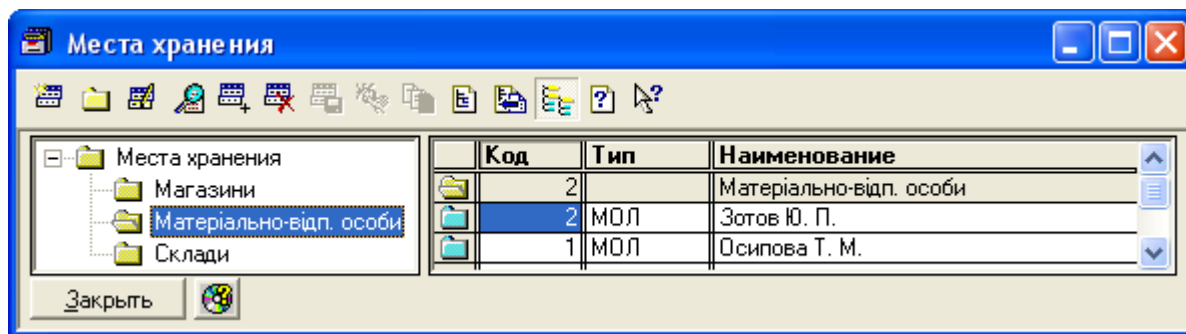 Места хранения
Места хранения
Магазини
Матеріально-відп. особи
Склади
Код Тип Наименование
2 Матеріально-відп. особи
2 МОЛ Зотов Ю. П.
1 МОЛ Осипова Т. М.
Закрыть